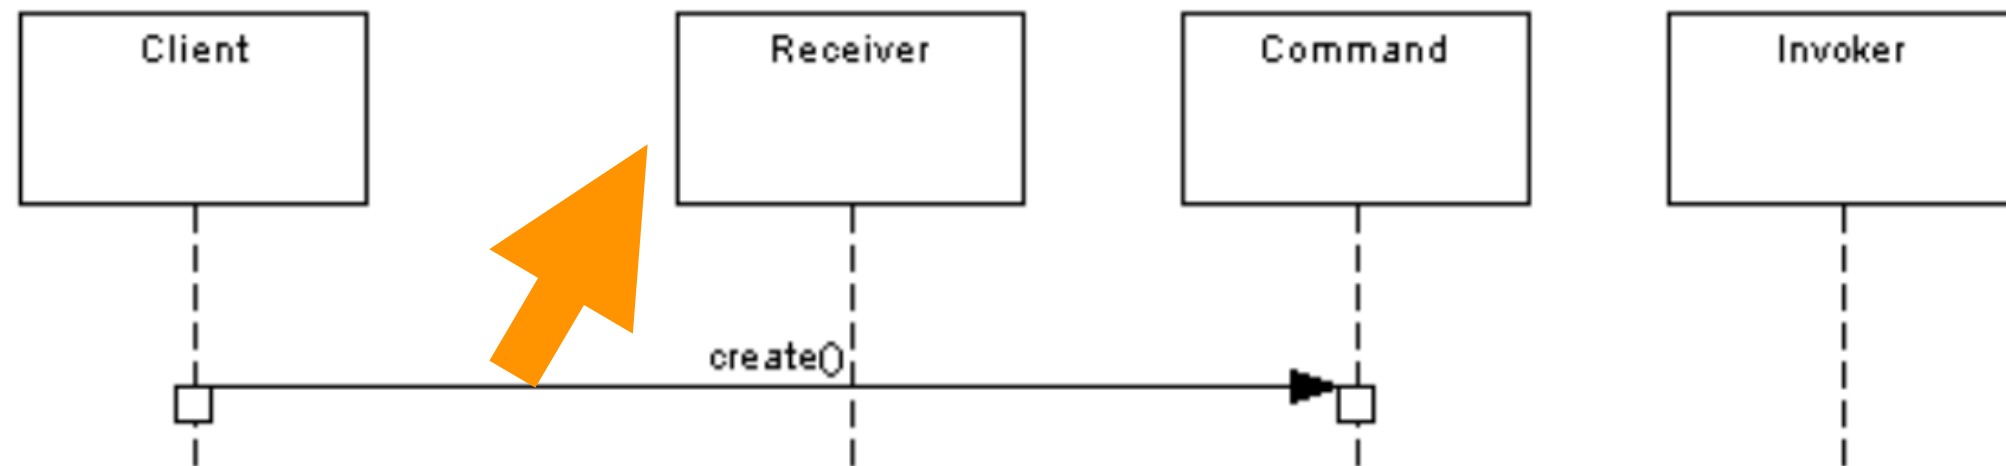 Client
Receiver
Command
Invoker
create()